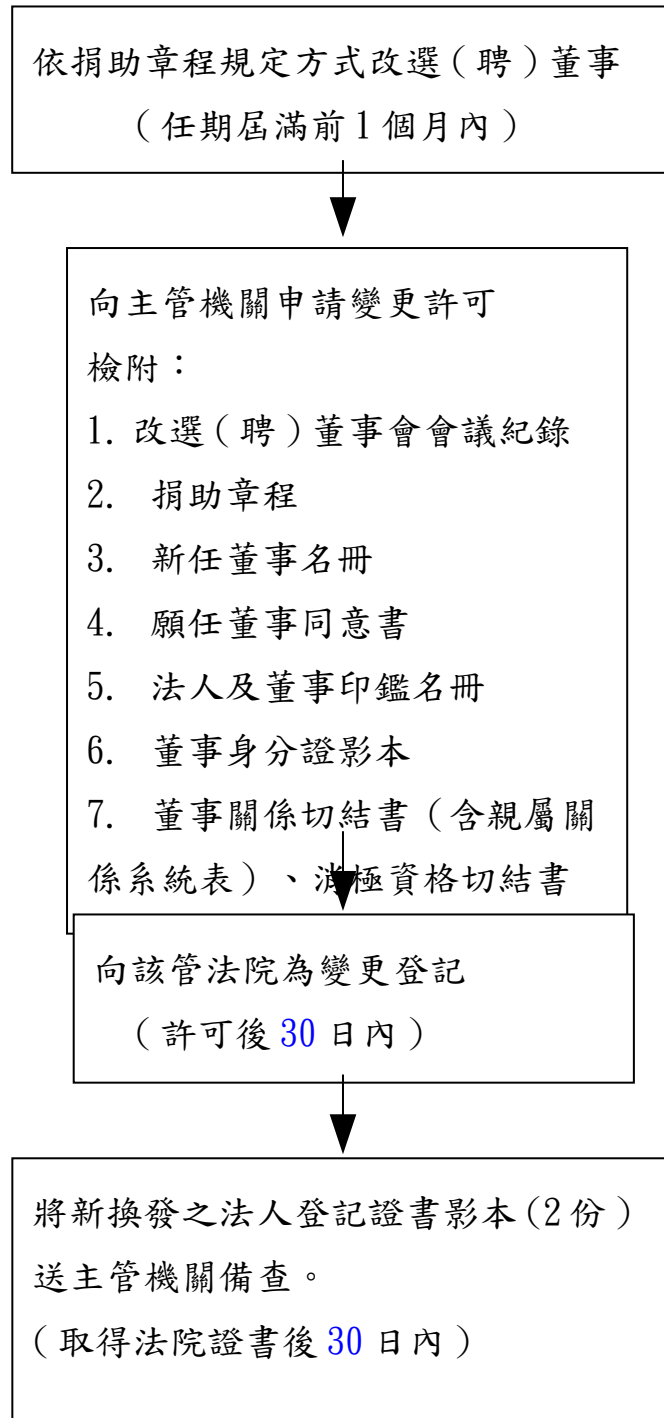 依捐助章程規定方式改選(聘)董事
(任期屆滿前1個月內)
向主管機關申請變更許可
檢附:
1. 改選(聘)董事會會議紀錄
2. 捐助章程
3. 新任董事名冊
4. 願任董事同意書
5. 法人及董事印鑑名冊
6. 董事身分證影本
7. 董事關係切結書(含親屬關
係系統表)、消極資格切結書
向該管法院為變更登記
(許可後30日內)
將新換發之法人登記證書影本(2份)
送主管機關備查。
(取得法院證書後30日內)